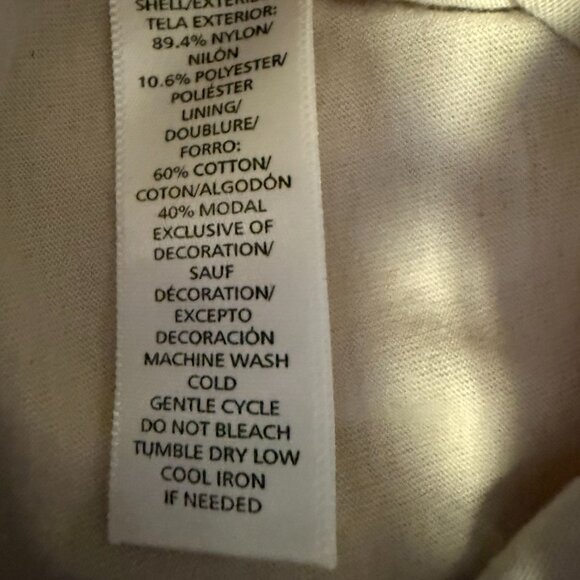 SHELL/EXTERIEUR/
TELA EXTERIOR:
89.4% NYLON/
NILÓN
10.6% POLYESTER/
POLIÉSTER
LINING/
DOUBLURE/
FORRO:
60% COTTON/
COTON/ALGODÓN
40% MODAL
EXCLUSIVE OF
DECORATION/
SAUF
DÉCORATION/
EXCEPTO
DECORACIÓN
MACHINE WASH
COLD
GENTLE CYCLE
DO NOT BLEACH
TUMBLE DRY LOW
COOL IRON
IF NEEDED